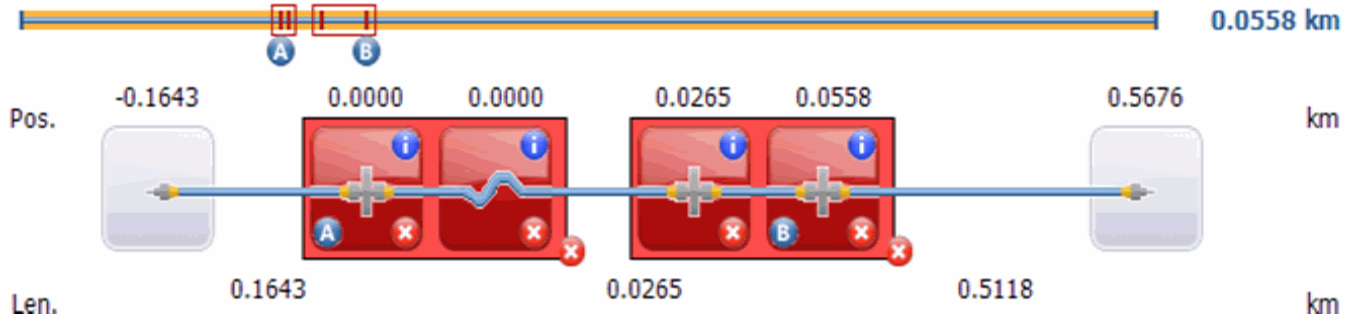 0.0558 km
A B
-0.1643 0.0000 0.0000 0.0265 0.0558 0.5676
Pos. km
i i i i
A B
0.1643 0.0265 0.5118
Len. km